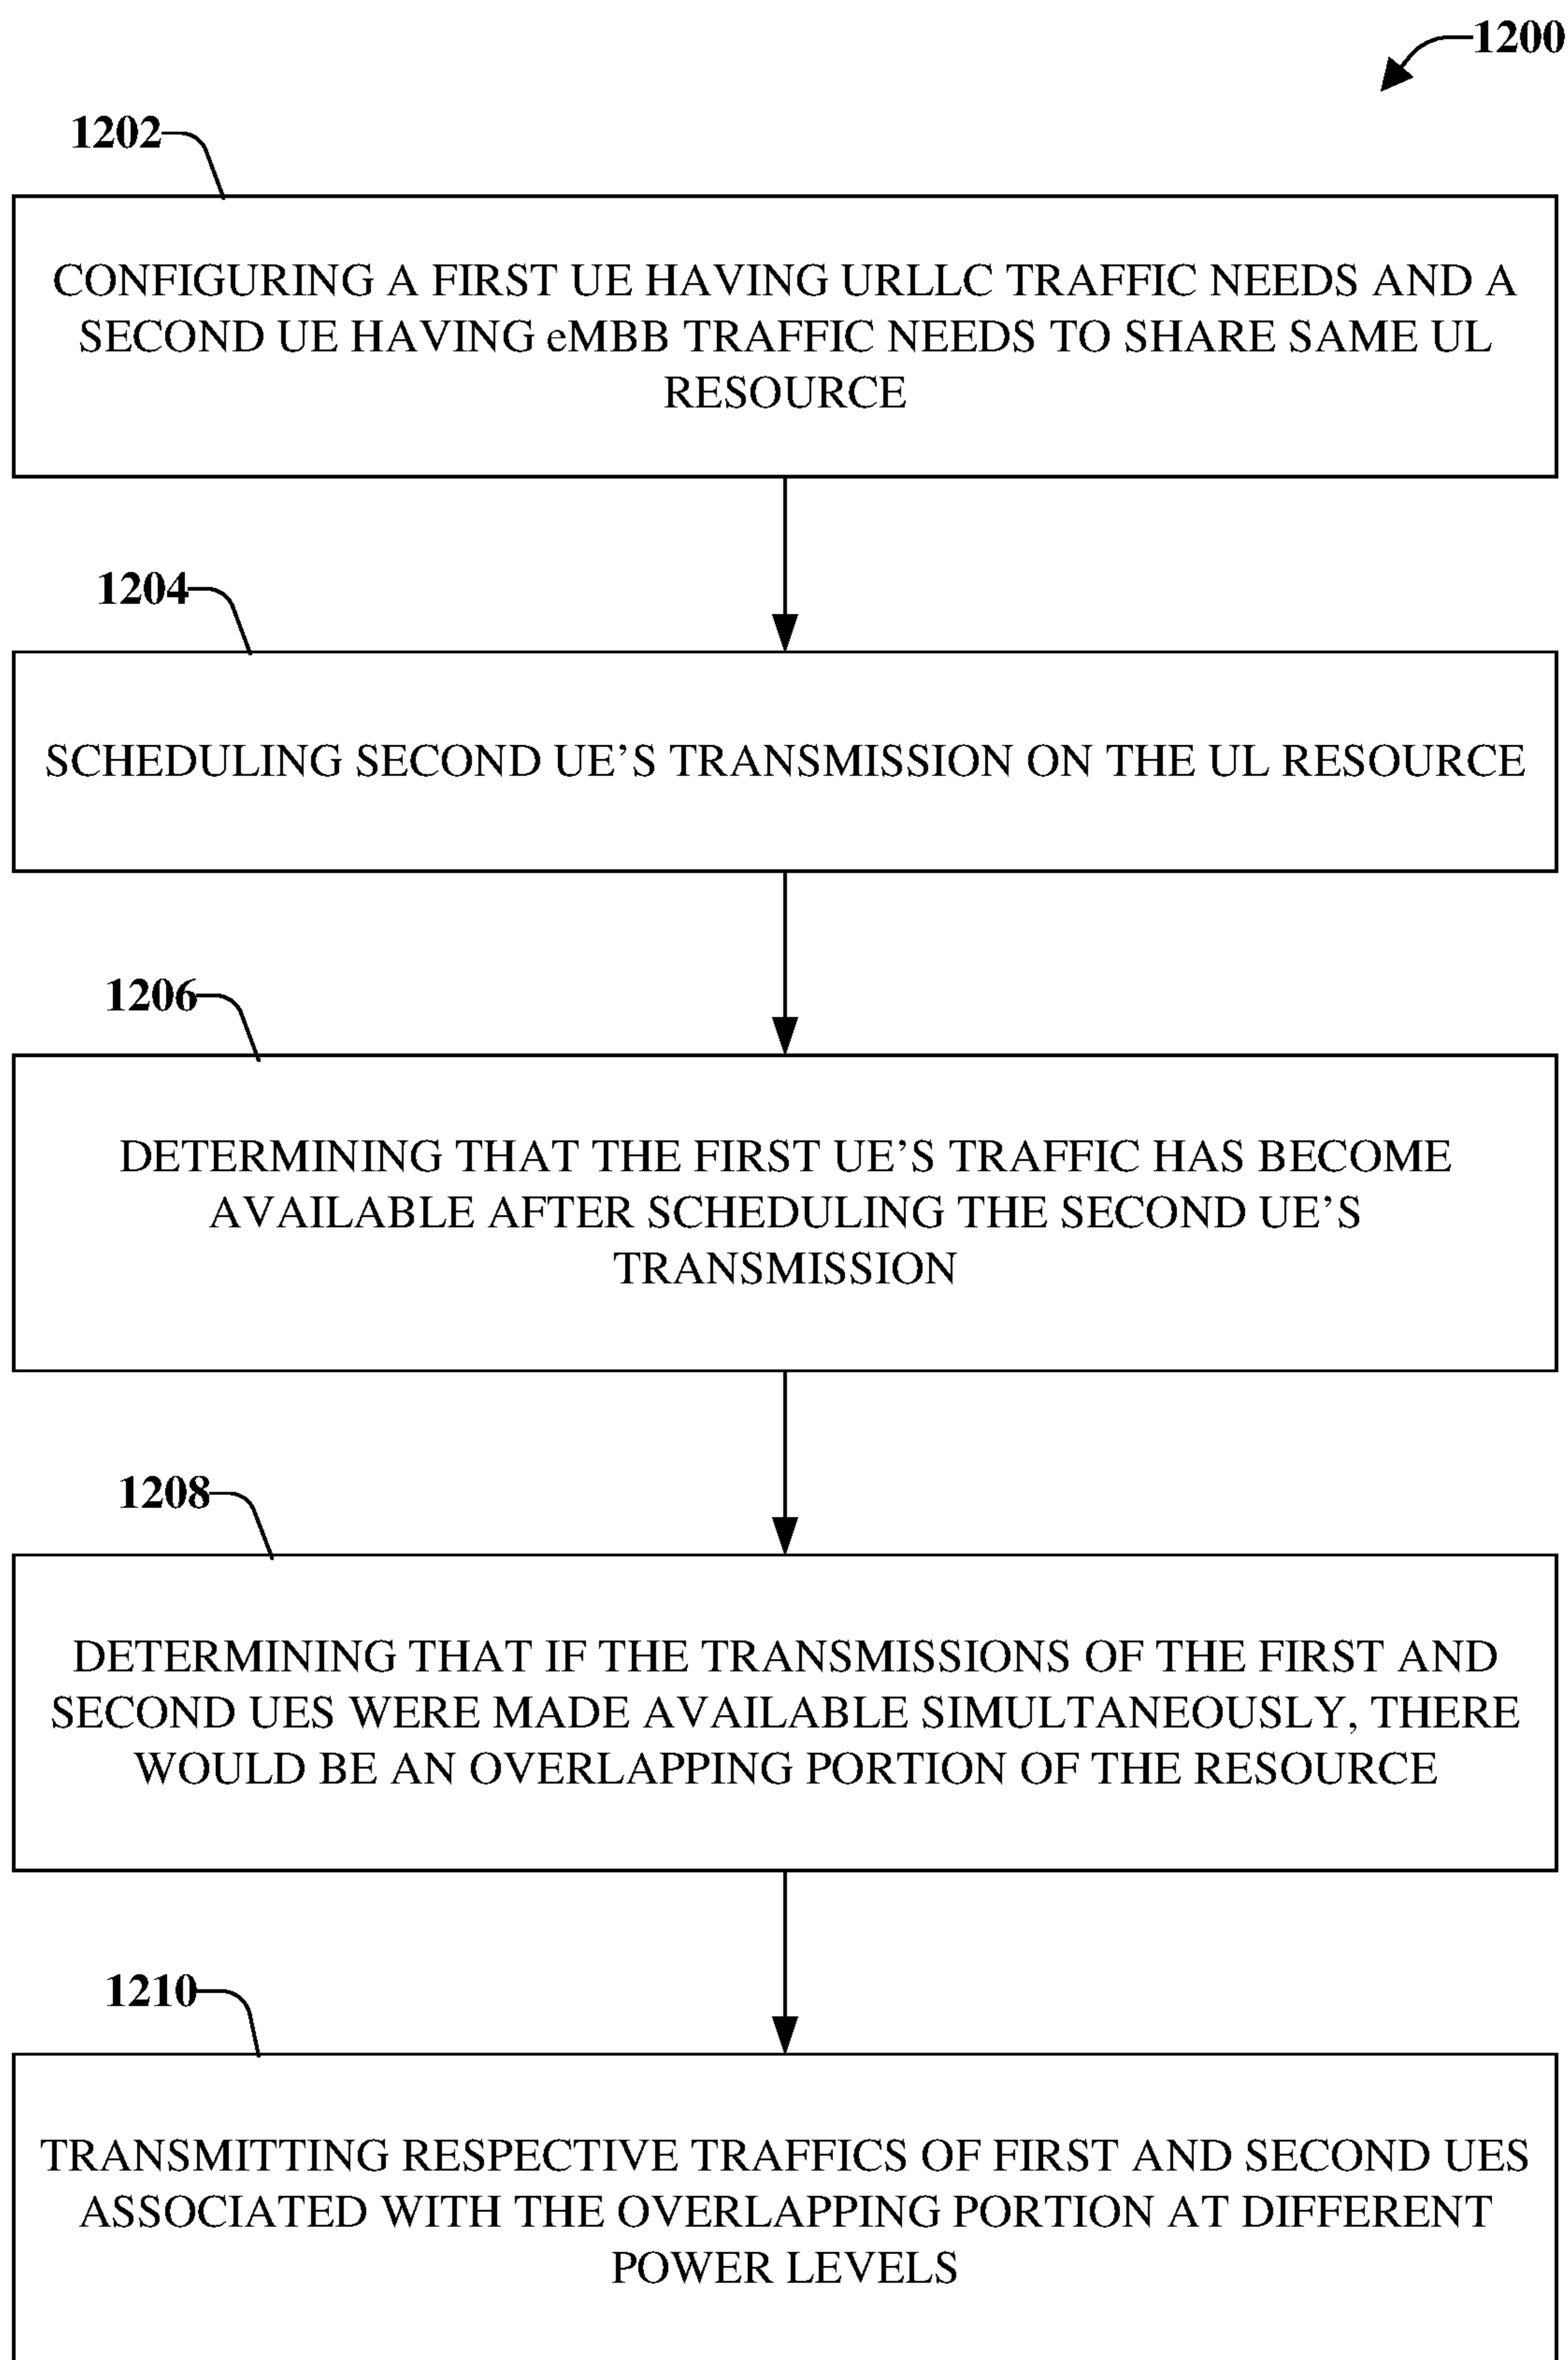 1200
1202
CONFIGURING A FIRST UE HAVING URLLC TRAFFIC NEEDS AND A
SECOND UE HAVING eMBB TRAFFIC NEEDS TO SHARE SAME UL
RESOURCE
1204
SCHEDULING SECOND UE’S TRANSMISSION ON THE UL RESOURCE
1206
DETERMINING THAT THE FIRST UE’S TRAFFIC HAS BECOME
AVAILABLE AFTER SCHEDULING THE SECOND UE’S
TRANSMISSION
1208
DETERMINING THAT IF THE TRANSMISSIONS OF THE FIRST AND
SECOND UES WERE MADE AVAILABLE SIMULTANEOUSLY, THERE
WOULD BE AN OVERLAPPING PORTION OF THE RESOURCE
1210
TRANSMITTING RESPECTIVE TRAFFICS OF FIRST AND SECOND UES
ASSOCIATED WITH THE OVERLAPPING PORTION AT DIFFERENT
POWER LEVELS